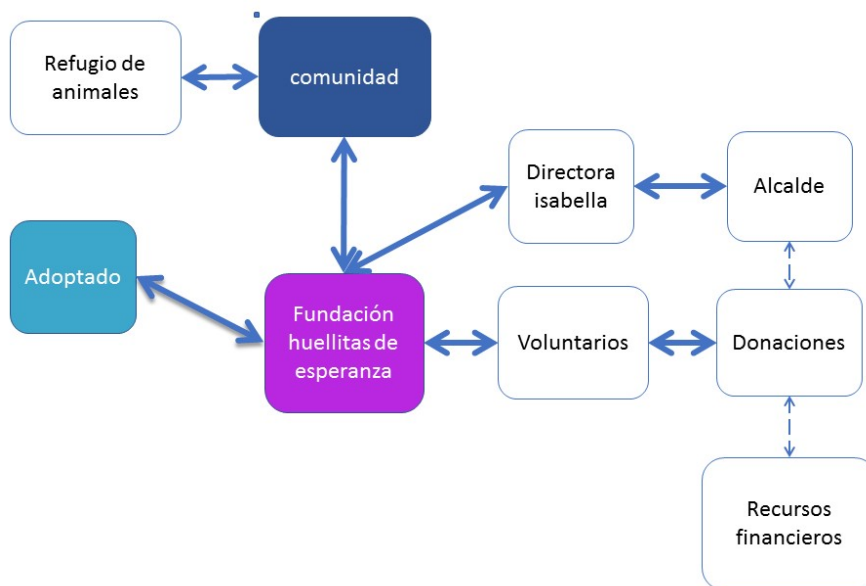 Refugio de
animales
comunidad
Directora
isabella
Alcalde
Adoptado
Fundación
huellitas de
esperanza
Voluntarios
Donaciones
Recursos
financieros